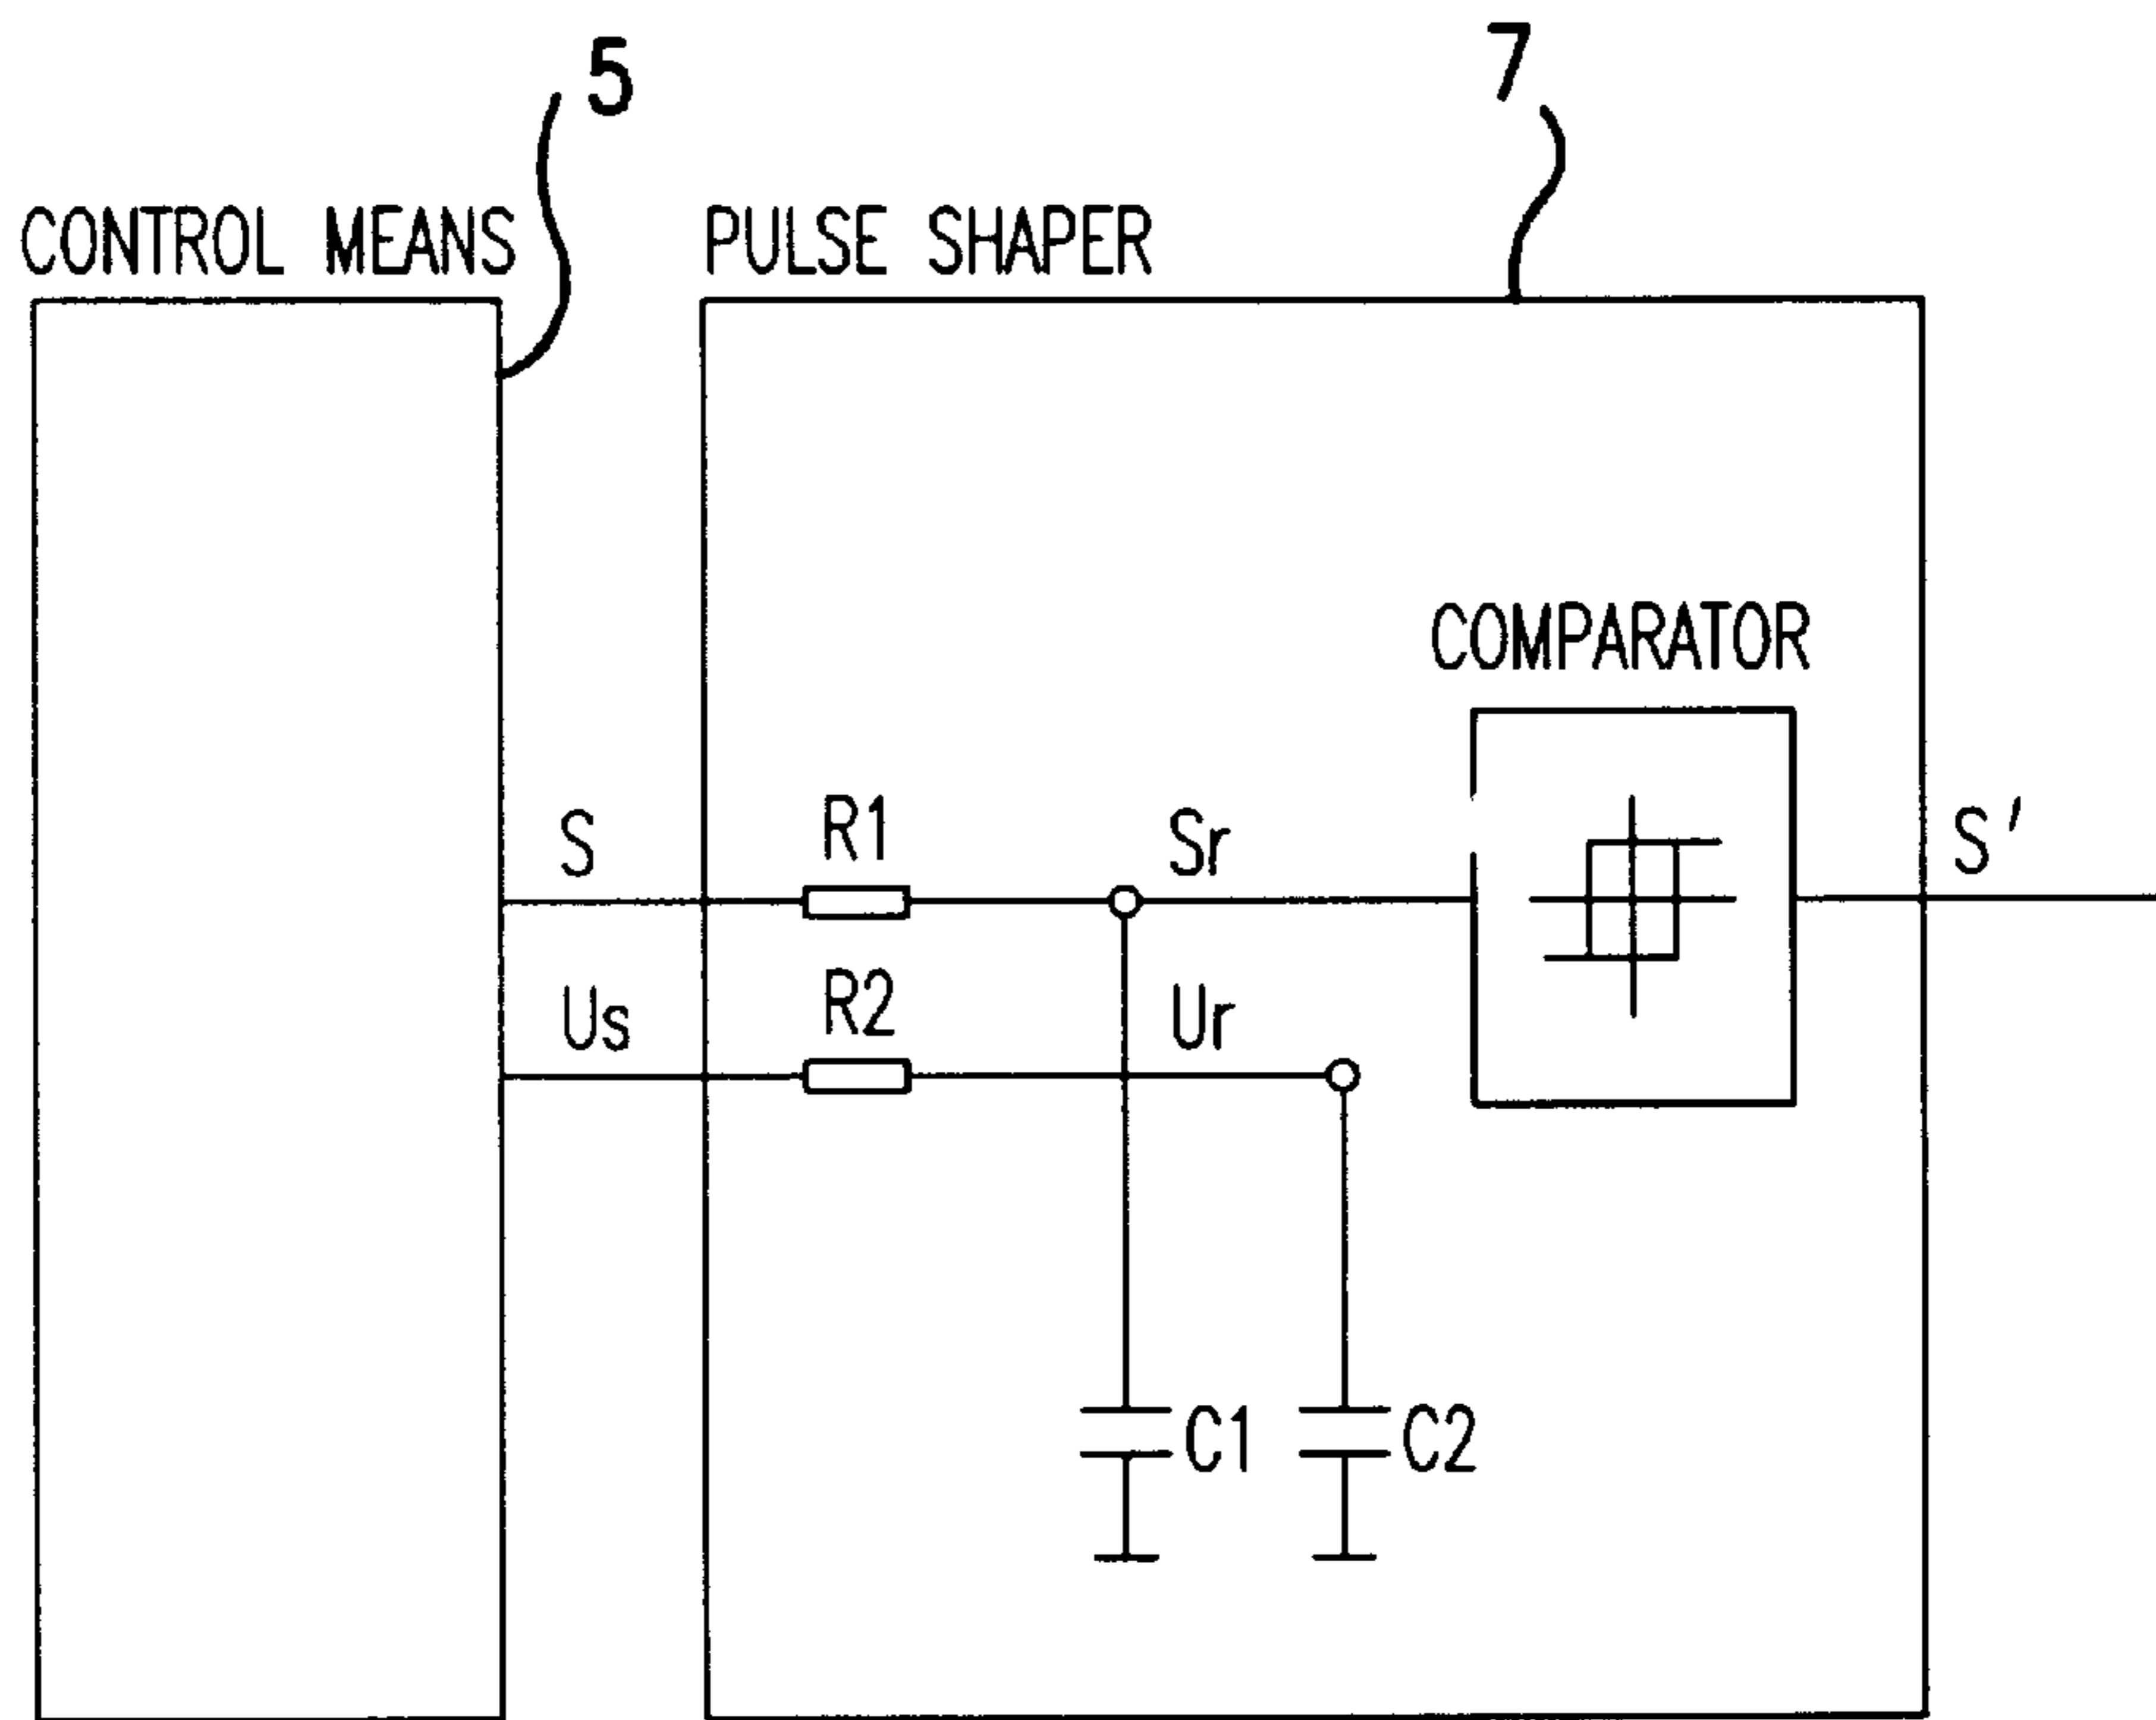 5
7
CONTROL MEANS
PULSE SHAPER
COMPARATOR
S
R1
Sr
S'
Us
R2
Ur
C1
C2